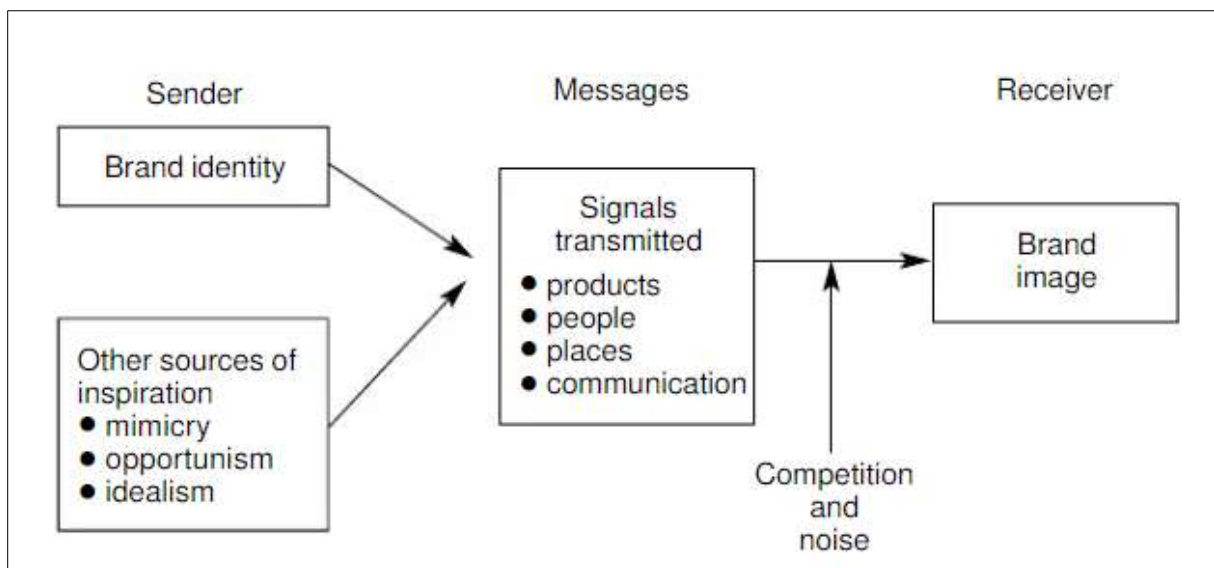 Sender
Brand identity
Other sources of
inspiration
● mimicry
● opportunism
● idealism
Messages
Signals
transmitted
● products
● people
● places
● communication
Competition
and
noise
Receiver
Brand
image